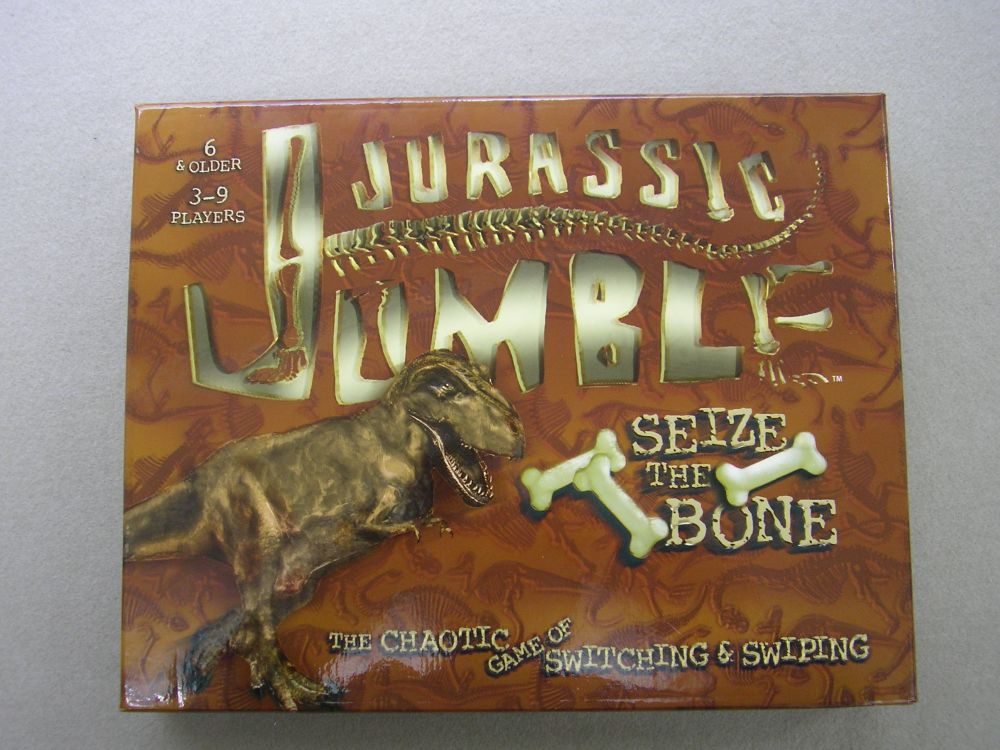 6
& OLDER
3-9
PLAYERS
JURASSIC
JUMBLE
™
SEIZE
THE
BONE
THE CHAOTIC GAME OF SWITCHING & SWIPING